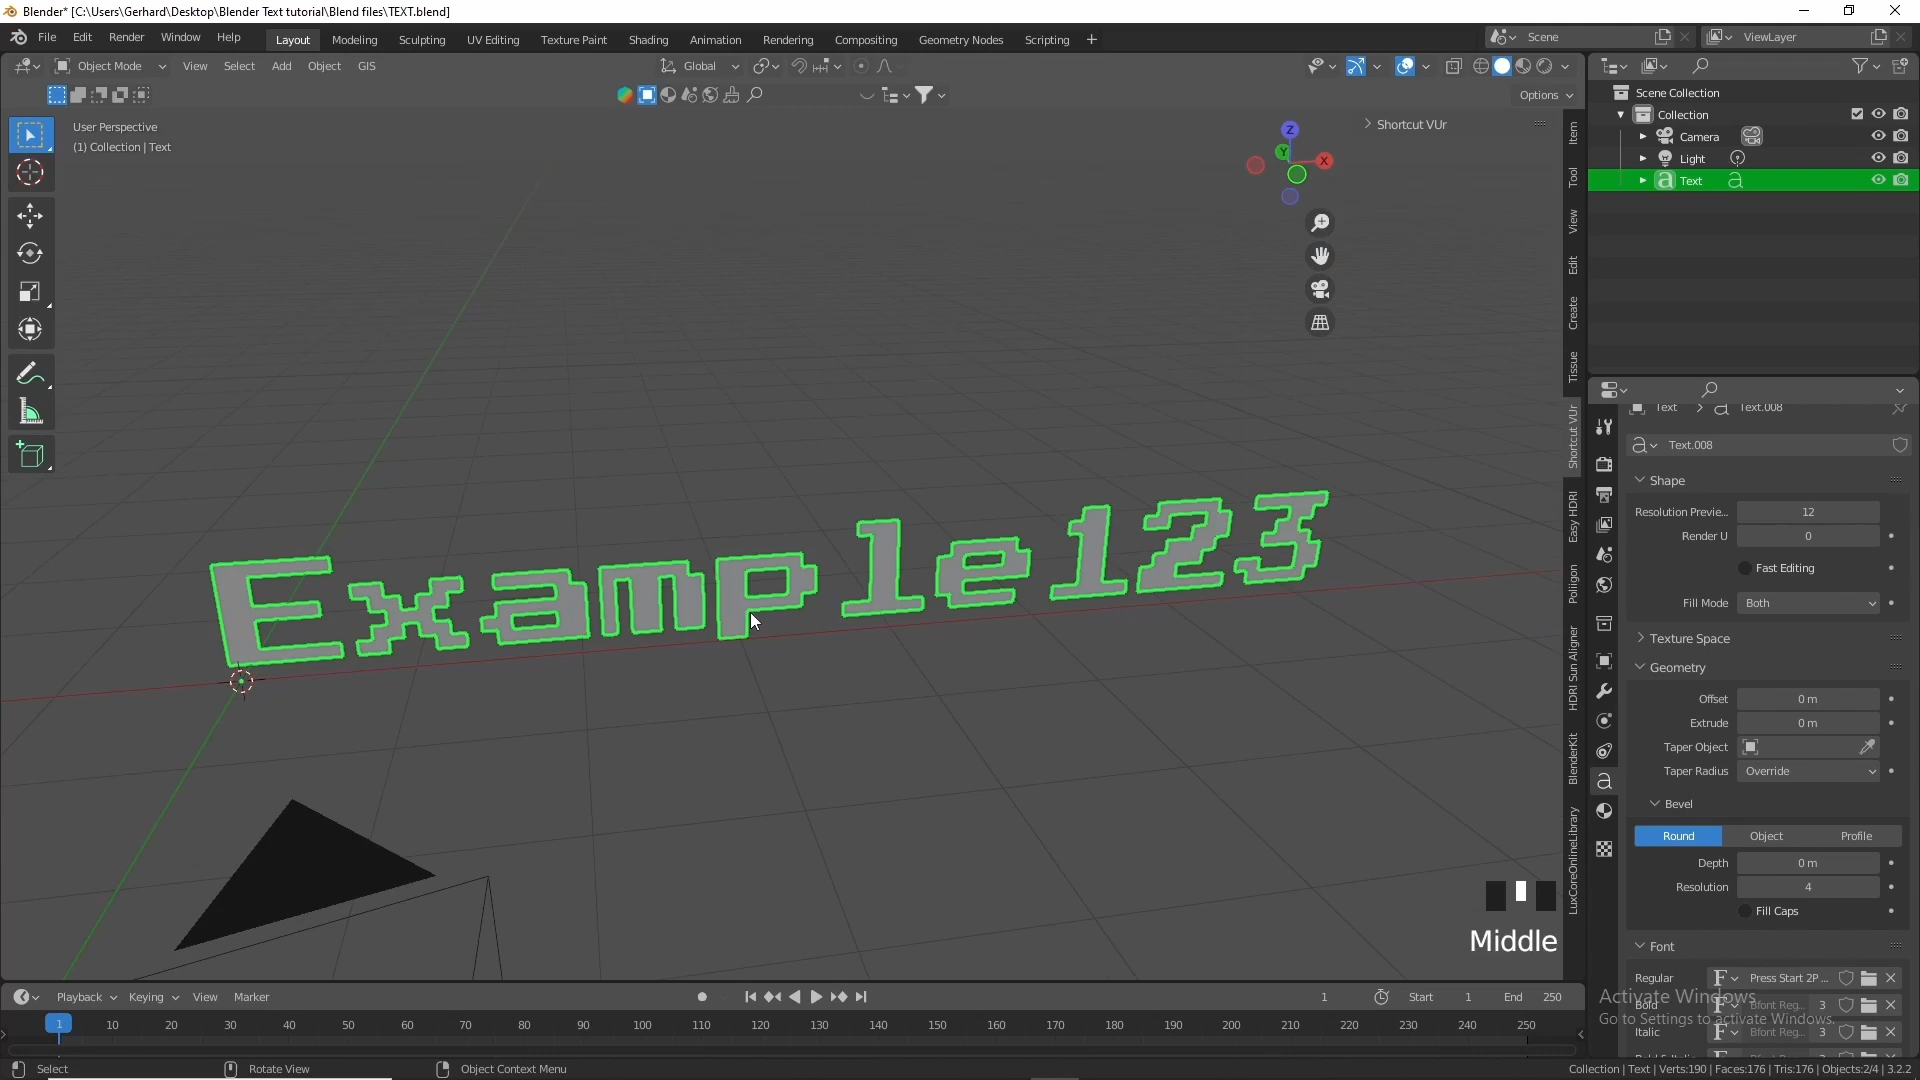 Blender* [C:\Users\Gerhard\Desktop\Blender Text tutorial\Blend files\TEXT.blend]
File Edit Render Window Help Layout Modeling Sculpting UV Editing Texture Paint Shading Animation Rendering Compositing Geometry Nodes Scripting + Scene ViewLayer
Object Mode View Select Add Object GIS Global
Options
User Perspective
(1) Collection | Text
Shortcut VUr
Z
Y
X
Item
Tool
View
Edit
Create
Tissue
Shortcut VUr
Easy HDRI
Polligon
HDRI Sun Aligner
BlenderKit
LuxCoreOnlineLibrary
Scene Collection
Collection
Camera
Light
Text
Text > Text.008
Text.008
Shape
Resolution Previe... 12
Render U 0
Fast Editing
Fill Mode Both
Texture Space
Geometry
Offset 0 m
Extrude 0 m
Taper Object
Taper Radius Override
Bevel
Round Object Profile
Depth 0 m
Resolution 4
Fill Caps
Font
Regular Press Start 2P ...
Bold Bfont Reg... 3
Italic Bfont Reg... 3
Activate Windows
Go to Settings to activate Windows.
Example123
Middle
Playback Keying View Marker 1 Start 1 End 250
1 10 20 30 40 50 60 70 80 90 100 110 120 130 140 150 160 170 180 190 200 210 220 230 240 250
Select Rotate View Object Context Menu Collection | Text | Verts:190 | Faces:176 | Tris:176 | Objects:2/4 | 3.2.2